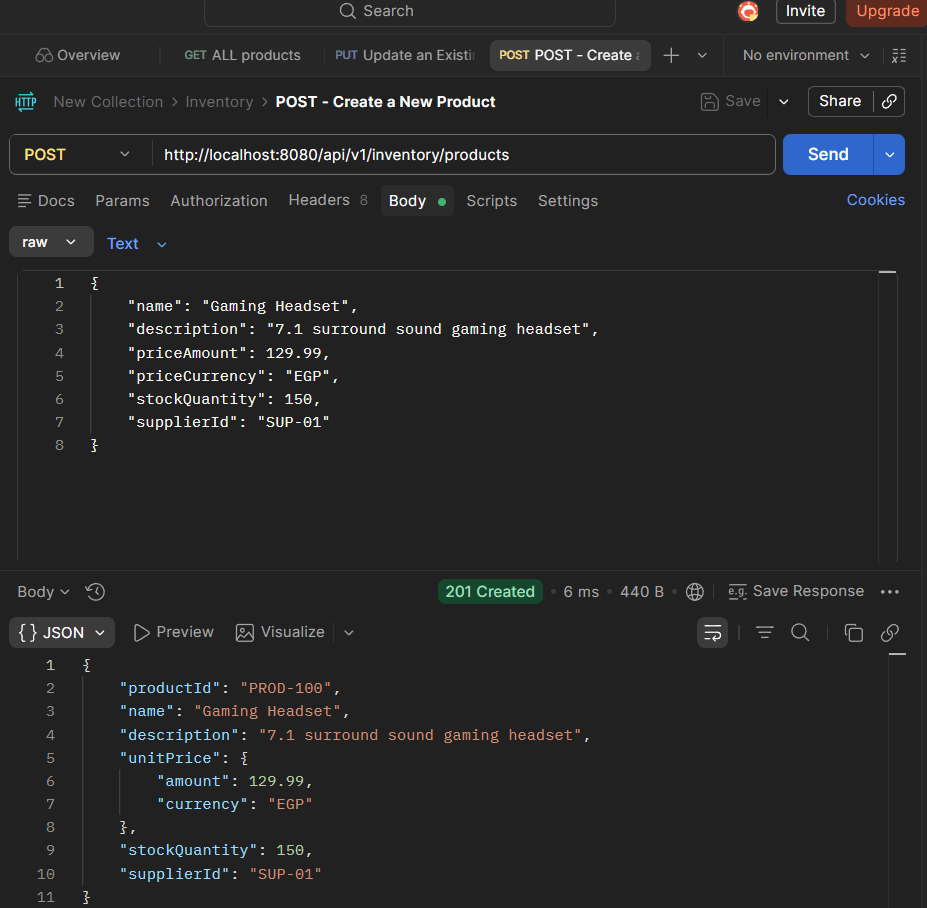 Search
Invite
Upgrade
Overview
GET ALL products
PUT Update an Existi
POST POST - Create a
No environment
HTTP
New Collection > Inventory > POST - Create a New Product
Save
Share
POST
http://localhost:8080/api/v1/inventory/products
Send
Docs
Params
Authorization
Headers 8
Body
Scripts
Settings
Cookies
raw
Text
1 {
2 "name": "Gaming Headset",
3 "description": "7.1 surround sound gaming headset",
4 "priceAmount": 129.99,
5 "priceCurrency": "EGP",
6 "stockQuantity": 150,
7 "supplierId": "SUP-01"
8 }
Body
201 Created
6 ms
440 B
e.g. Save Response
{} JSON
Preview
Visualize
1 {
2 "productId": "PROD-100",
3 "name": "Gaming Headset",
4 "description": "7.1 surround sound gaming headset",
5 "unitPrice": {
6 "amount": 129.99,
7 "currency": "EGP"
8 },
9 "stockQuantity": 150,
10 "supplierId": "SUP-01"
11 }